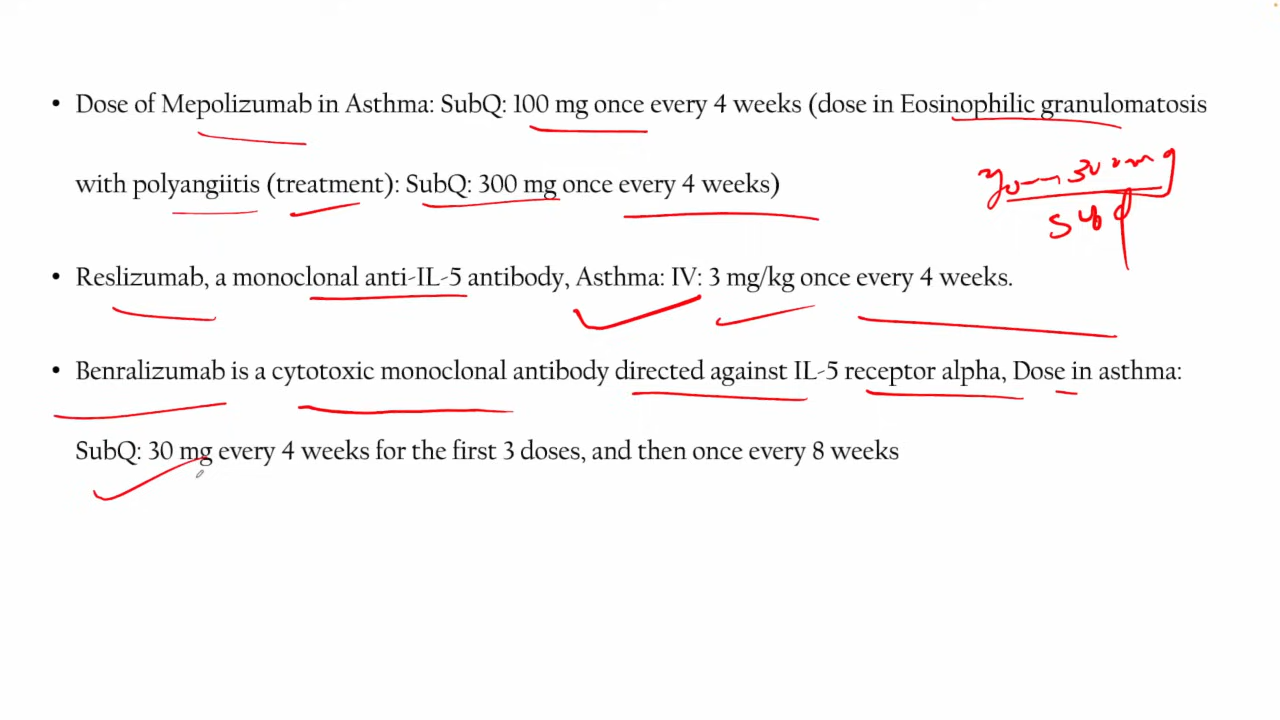 • Dose of Mepolizumab in Asthma: SubQ: 100 mg once every 4 weeks (dose in Eosinophilic granulomatosis
with polyangiitis (treatment): SubQ: 300 mg once every 4 weeks)
300 mg
SubQ
• Reslizumab, a monoclonal anti-IL-5 antibody, Asthma: IV: 3 mg/kg once every 4 weeks.
• Benralizumab is a cytotoxic monoclonal antibody directed against IL-5 receptor alpha, Dose in asthma:
SubQ: 30 mg every 4 weeks for the first 3 doses, and then once every 8 weeks